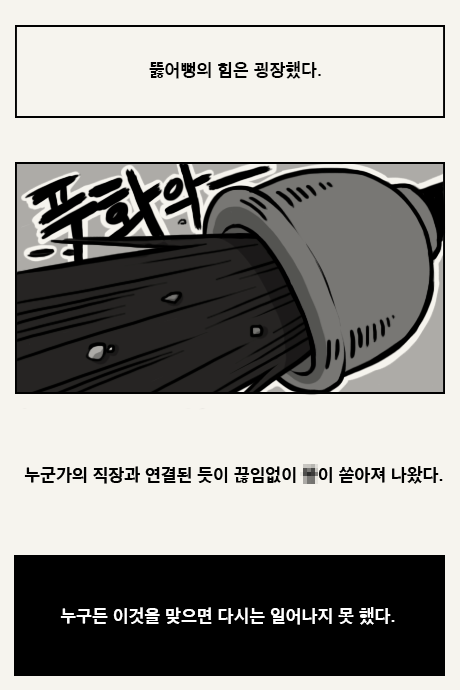 뚫어뻥의 힘은 굉장했다.
푸화악ㅡ
누군가의 직장과 연결된 듯이 끊임없이 이 쏟아져 나왔다.
누구든 이것을 맞으면 다시는 일어나지 못 했다.